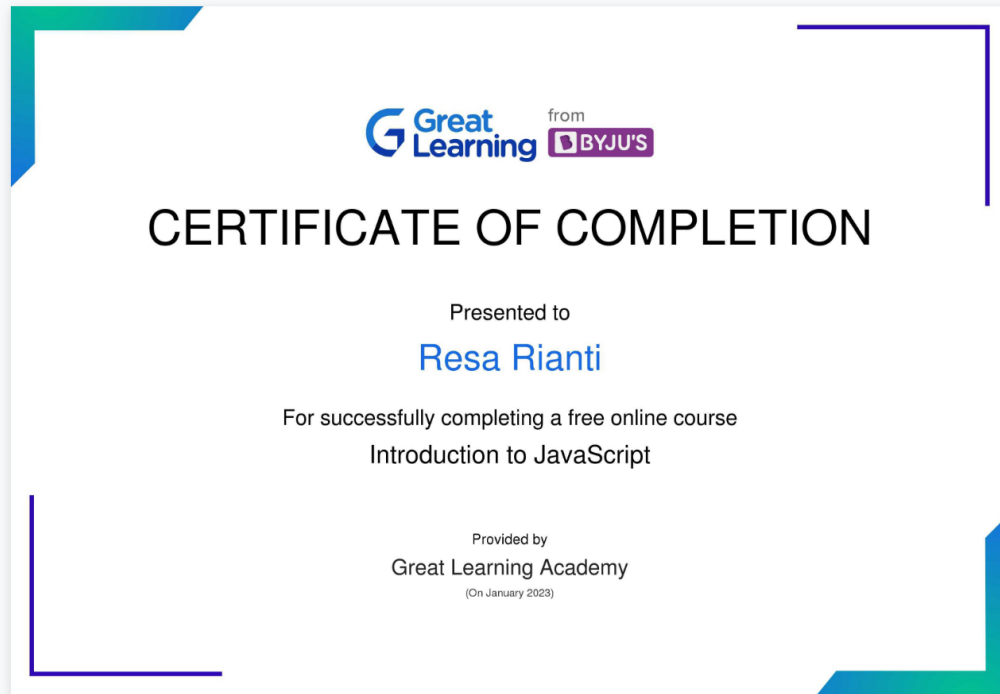 Great Learning
from
BYJU'S
CERTIFICATE OF COMPLETION
Presented to
Resa Rianti
For successfully completing a free online course
Introduction to JavaScript
Provided by
Great Learning Academy
(On January 2023)